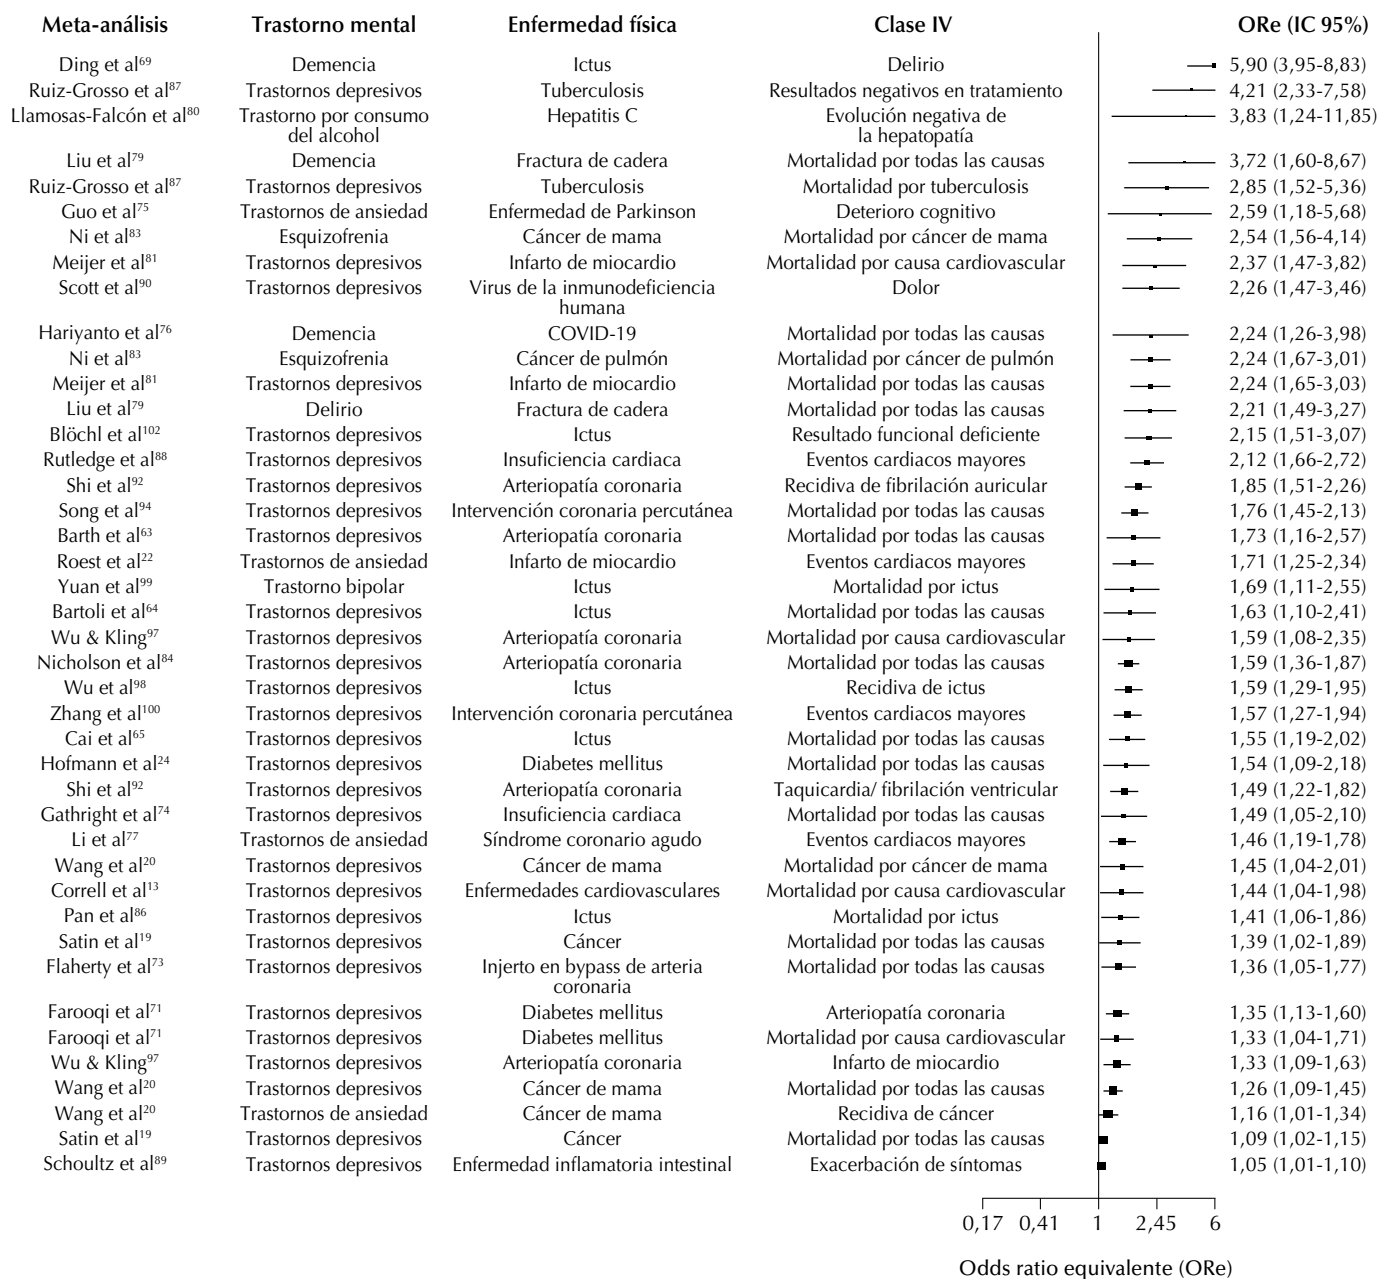 Meta-análisis Trastorno mental Enfermedad física Clase IV ORe (IC 95%)
Ding et al69 Demencia Ictus Delirio 5,90 (3,95-8,83)
Ruiz-Grosso et al87 Trastornos depresivos Tuberculosis Resultados negativos en tratamiento 4,21 (2,33-7,58)
Llamosas-Falcón et al80 Trastorno por consumo Hepatitis C Evolución negativa de 3,83 (1,24-11,85)
del alcohol la hepatopatía
Liu et al79 Demencia Fractura de cadera Mortalidad por todas las causas 3,72 (1,60-8,67)
Ruiz-Grosso et al87 Trastornos depresivos Tuberculosis Mortalidad por tuberculosis 2,85 (1,52-5,36)
Guo et al75 Trastornos de ansiedad Enfermedad de Parkinson Deterioro cognitivo 2,59 (1,18-5,68)
Ni et al83 Esquizofrenia Cáncer de mama Mortalidad por cáncer de mama 2,54 (1,56-4,14)
Meijer et al81 Trastornos depresivos Infarto de miocardio Mortalidad por causa cardiovascular 2,37 (1,47-3,82)
Scott et al90 Trastornos depresivos Virus de la inmunodeficiencia Dolor 2,26 (1,47-3,46)
humana
Hariyanto et al76 Demencia COVID-19 Mortalidad por todas las causas 2,24 (1,26-3,98)
Ni et al83 Esquizofrenia Cáncer de pulmón Mortalidad por cáncer de pulmón 2,24 (1,67-3,01)
Meijer et al81 Trastornos depresivos Infarto de miocardio Mortalidad por todas las causas 2,24 (1,65-3,03)
Liu et al79 Delirio Fractura de cadera Mortalidad por todas las causas 2,21 (1,49-3,27)
Blöchl et al102 Trastornos depresivos Ictus Resultado funcional deficiente 2,15 (1,51-3,07)
Rutledge et al88 Trastornos depresivos Insuficiencia cardiaca Eventos cardiacos mayores 2,12 (1,66-2,72)
Shi et al92 Trastornos depresivos Arteriopatía coronaria Recidiva de fibrilación auricular 1,85 (1,51-2,26)
Song et al94 Trastornos depresivos Intervención coronaria percutánea Mortalidad por todas las causas 1,76 (1,45-2,13)
Barth et al63 Trastornos depresivos Arteriopatía coronaria Mortalidad por todas las causas 1,73 (1,16-2,57)
Roest et al22 Trastornos de ansiedad Infarto de miocardio Eventos cardiacos mayores 1,71 (1,25-2,34)
Yuan et al99 Trastorno bipolar Ictus Mortalidad por ictus 1,69 (1,11-2,55)
Bartoli et al64 Trastornos depresivos Ictus Mortalidad por todas las causas 1,63 (1,10-2,41)
Wu & Kling97 Trastornos depresivos Arteriopatía coronaria Mortalidad por causa cardiovascular 1,59 (1,08-2,35)
Nicholson et al84 Trastornos depresivos Arteriopatía coronaria Mortalidad por todas las causas 1,59 (1,36-1,87)
Wu et al98 Trastornos depresivos Ictus Recidiva de ictus 1,59 (1,29-1,95)
Zhang et al100 Trastornos depresivos Intervención coronaria percutánea Eventos cardiacos mayores 1,57 (1,27-1,94)
Cai et al65 Trastornos depresivos Ictus Mortalidad por todas las causas 1,55 (1,19-2,02)
Hofmann et al24 Trastornos depresivos Diabetes mellitus Mortalidad por todas las causas 1,54 (1,09-2,18)
Shi et al92 Trastornos depresivos Arteriopatía coronaria Taquicardia/ fibrilación ventricular 1,49 (1,22-1,82)
Gathright et al74 Trastornos depresivos Insuficiencia cardiaca Mortalidad por todas las causas 1,49 (1,05-2,10)
Li et al77 Trastornos de ansiedad Síndrome coronario agudo Eventos cardiacos mayores 1,46 (1,19-1,78)
Wang et al20 Trastornos depresivos Cáncer de mama Mortalidad por cáncer de mama 1,45 (1,04-2,01)
Correll et al13 Trastornos depresivos Enfermedades cardiovasculares Mortalidad por causa cardiovascular 1,44 (1,04-1,98)
Pan et al86 Trastornos depresivos Ictus Mortalidad por ictus 1,41 (1,06-1,86)
Satin et al19 Trastornos depresivos Cáncer Mortalidad por todas las causas 1,39 (1,02-1,89)
Flaherty et al73 Trastornos depresivos Injerto en bypass de arteria Mortalidad por todas las causas 1,36 (1,05-1,77)
coronaria
Farooqi et al71 Trastornos depresivos Diabetes mellitus Arteriopatía coronaria 1,35 (1,13-1,60)
Farooqi et al71 Trastornos depresivos Diabetes mellitus Mortalidad por causa cardiovascular 1,33 (1,04-1,71)
Wu & Kling97 Trastornos depresivos Arteriopatía coronaria Infarto de miocardio 1,33 (1,09-1,63)
Wang et al20 Trastornos depresivos Cáncer de mama Mortalidad por todas las causas 1,26 (1,09-1,45)
Wang et al20 Trastornos de ansiedad Cáncer de mama Recidiva de cáncer 1,16 (1,01-1,34)
Satin et al19 Trastornos depresivos Cáncer Mortalidad por todas las causas 1,09 (1,02-1,15)
Schoultz et al89 Trastornos depresivos Enfermedad inflamatoria intestinal Exacerbación de síntomas 1,05 (1,01-1,10)
0,17 0,41 1 2,45 6
Odds ratio equivalente (ORe)